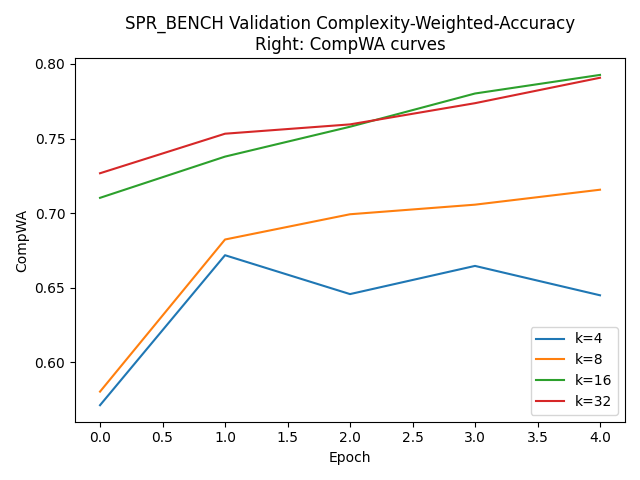 SPR_BENCH Validation Complexity-Weighted-Accuracy
Right: CompWA curves
CompWA
0.80
0.75
0.70
0.65
0.60
k=4
k=8
k=16
k=32
0.0 0.5 1.0 1.5 2.0 2.5 3.0 3.5 4.0
Epoch